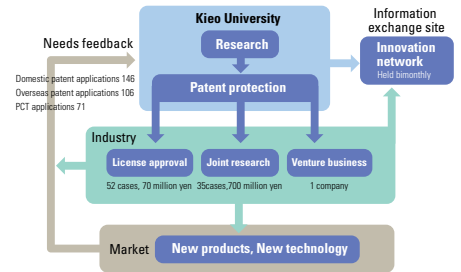 Kieo University
Information
exchange site
Needs feedback
Research
Innovation
network
Held bimonthly
Domestic patent applications 146
Overseas patent applications 106
PCT applications 71
Patent protection
Industry
License approval
Joint research
Venture business
52 cases, 70 million yen
35cases,700 million yen
1 company
Market
New products, New technology